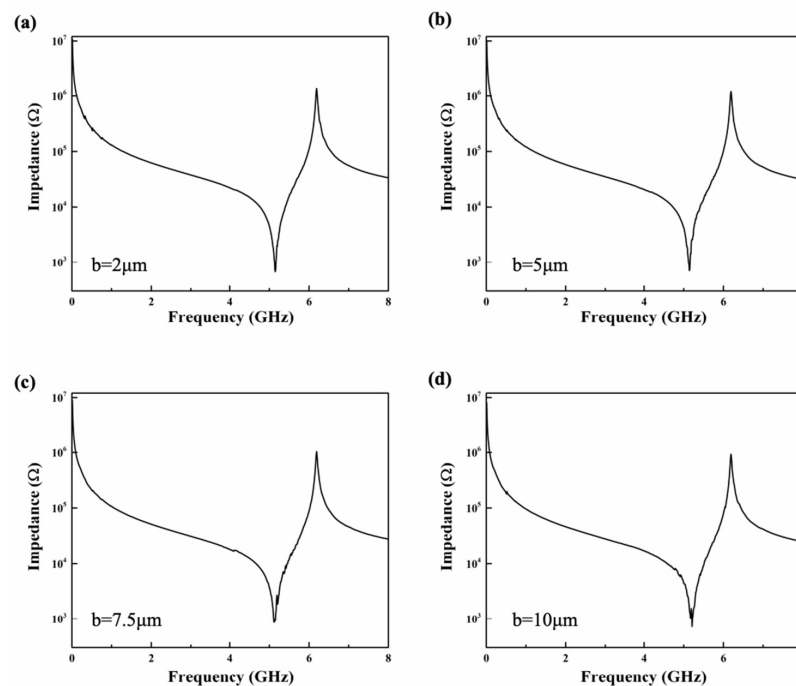 (a)
10⁷
10⁶
10⁵
10⁴
10³
Impedance (Ω)
b=2μm
0 2 4 6 8
Frequency (GHz)
(b)
10⁷
10⁶
10⁵
10⁴
10³
Impedance (Ω)
b=5μm
0 2 4 6
Frequency (GHz)
(c)
10⁷
10⁶
10⁵
10⁴
10³
Impedance (Ω)
b=7.5μm
0 2 4 6 8
Frequency (GHz)
(d)
10⁷
10⁶
10⁵
10⁴
10³
Impedance (Ω)
b=10μm
0 2 4 6
Frequency (GHz)